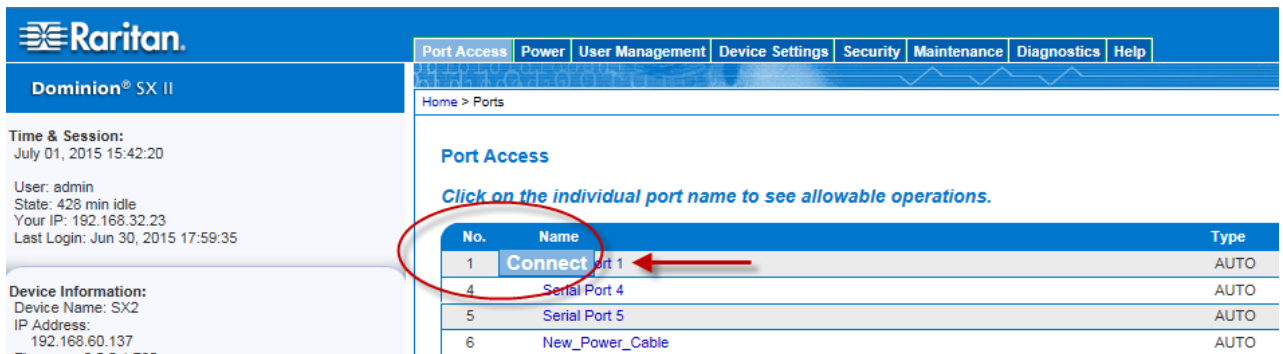 Raritan.
Port Access Power User Management Device Settings Security Maintenance Diagnostics Help
Dominion® SX II
Home > Ports
Time & Session:
July 01, 2015 15:42:20
User: admin
State: 428 min idle
Your IP: 192.168.32.23
Last Login: Jun 30, 2015 17:59:35
Device Information:
Device Name: SX2
IP Address:
192.168.60.137
Port Access
Click on the individual port name to see allowable operations.
No. Name Type
1 Connect ort 1 AUTO
4 Serial Port 4 AUTO
5 Serial Port 5 AUTO
6 New_Power_Cable AUTO